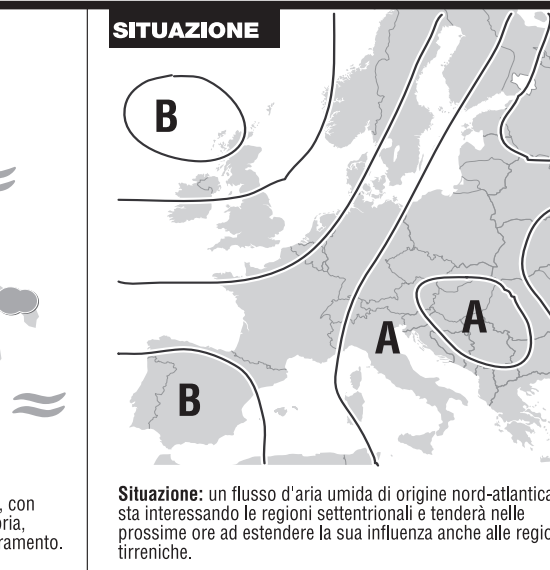 SITUAZIONE
B
A
A
B
, con
ria,
ramento.
Situazione: un flusso d'aria umida di origine nord-atlantica
sta interessando le regioni settentrionali e tenderà nelle
prossime ore ad estendere la sua influenza anche alle regio
tirreniche.